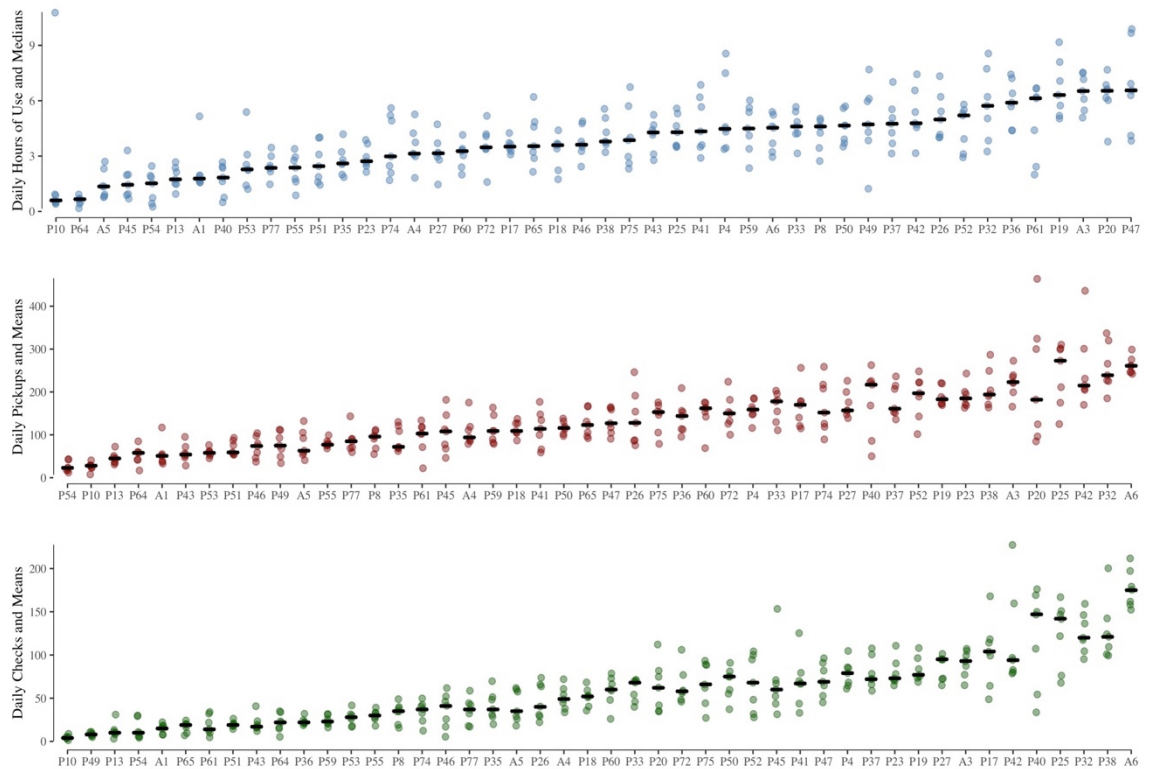 Daily Hours of Use and Medians
9
6
3
0
P10 P64 A5 P45 P54 P13 A1 P40 P53 P77 P55 P51 P35 P23 P74 A4 P27 P60 P72 P17 P65 P18 P46 P38 P75 P43 P25 P41 P4 P59 A6 P33 P8 P50 P49 P37 P42 P26 P52 P32 P36 P61 P19 A3 P20 P47
Daily Pickups and Means
400
300
200
100
0
P54 P10 P13 P64 A1 P43 P53 P51 P46 P49 A5 P55 P77 P8 P35 P61 P45 A4 P59 P18 P41 P50 P65 P47 P26 P75 P36 P60 P72 P4 P33 P17 P74 P27 P40 P37 P52 P19 P23 P38 A3 P20 P25 P42 P32 A6
Daily Checks and Means
200
150
100
50
0
P10 P49 P13 P54 A1 P65 P61 P51 P43 P64 P36 P59 P53 P55 P8 P74 P46 P77 P35 A5 P26 A4 P18 P60 P33 P20 P72 P75 P50 P52 P45 P41 P47 P4 P37 P23 P19 P27 A3 P17 P42 P40 P25 P32 P38 A6